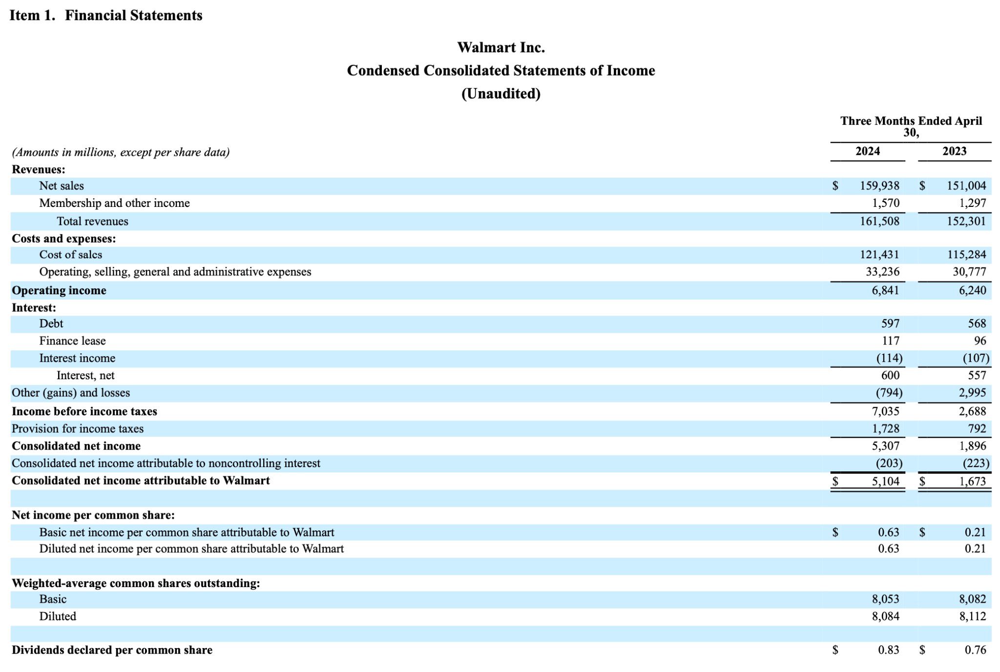 Item 1. Financial Statements
Walmart Inc.
Condensed Consolidated Statements of Income
(Unaudited)
Three Months Ended April
30,
(Amounts in millions, except per share data) 2024 2023
Revenues:
Net sales $ 159,938 $ 151,004
Membership and other income 1,570 1,297
Total revenues 161,508 152,301
Costs and expenses:
Cost of sales 121,431 115,284
Operating, selling, general and administrative expenses 33,236 30,777
Operating income 6,841 6,240
Interest:
Debt 597 568
Finance lease 117 96
Interest income (114) (107)
Interest, net 600 557
Other (gains) and losses (794) 2,995
Income before income taxes 7,035 2,688
Provision for income taxes 1,728 792
Consolidated net income 5,307 1,896
Consolidated net income attributable to noncontrolling interest (203) (223)
Consolidated net income attributable to Walmart $ 5,104 $ 1,673
Net income per common share:
Basic net income per common share attributable to Walmart $ 0.63 $ 0.21
Diluted net income per common share attributable to Walmart 0.63 0.21
Weighted-average common shares outstanding:
Basic 8,053 8,082
Diluted 8,084 8,112
Dividends declared per common share $ 0.83 $ 0.76